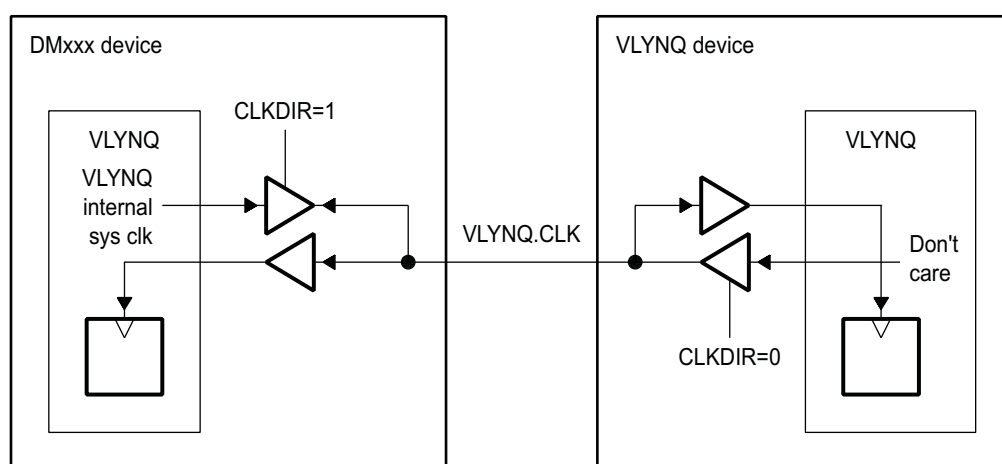 DMxxx device
CLKDIR=1
VLYNQ
VLYNQ
internal
sys clk
VLYNQ.CLK
VLYNQ device
VLYNQ
Don't
care
CLKDIR=0